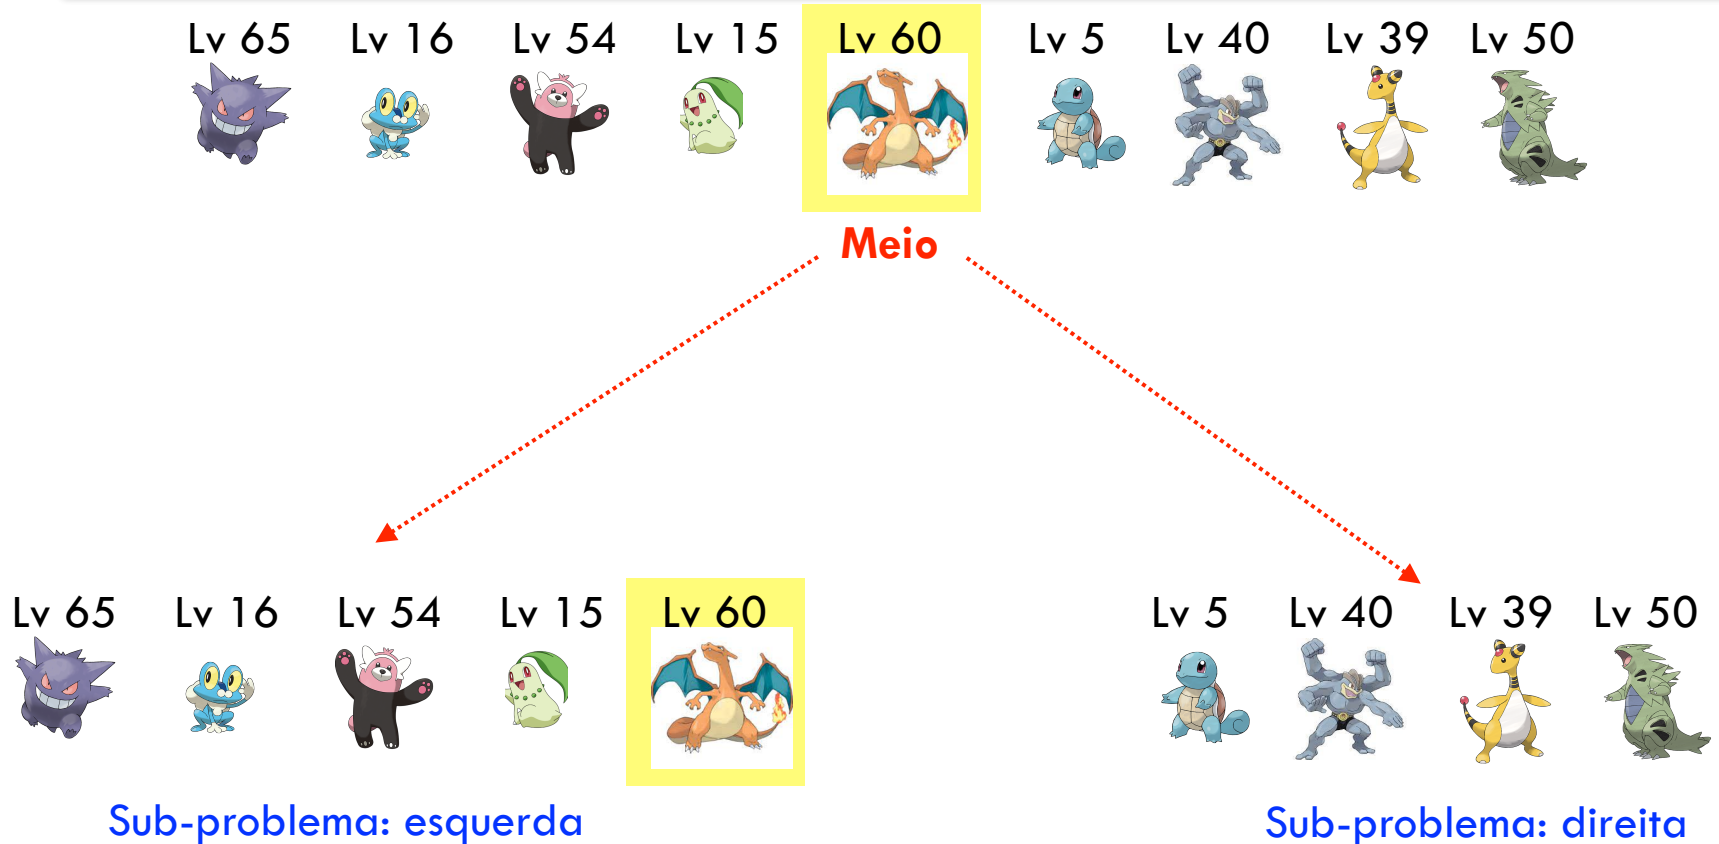 Lv 65 Lv 16 Lv 54 Lv 15 Lv 60 Lv 5 Lv 40 Lv 39 Lv 50
Meio
Lv 65 Lv 16 Lv 54 Lv 15 Lv 60 Lv 5 Lv 40 Lv 39 Lv 50
Sub-problema: esquerda
Sub-problema: direita